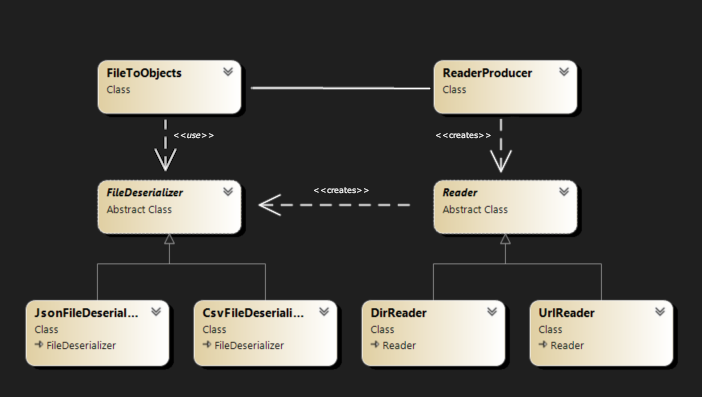 FileToObjects
Class
ReaderProducer
Class
<<use>>
<<creates>>
FileDeserializer
Abstract Class
<<creates>>
Reader
Abstract Class
JsonFileDeserial...
Class
FileDeserializer
CsvFileDeseriali...
Class
FileDeserializer
DirReader
Class
Reader
UrlReader
Class
Reader